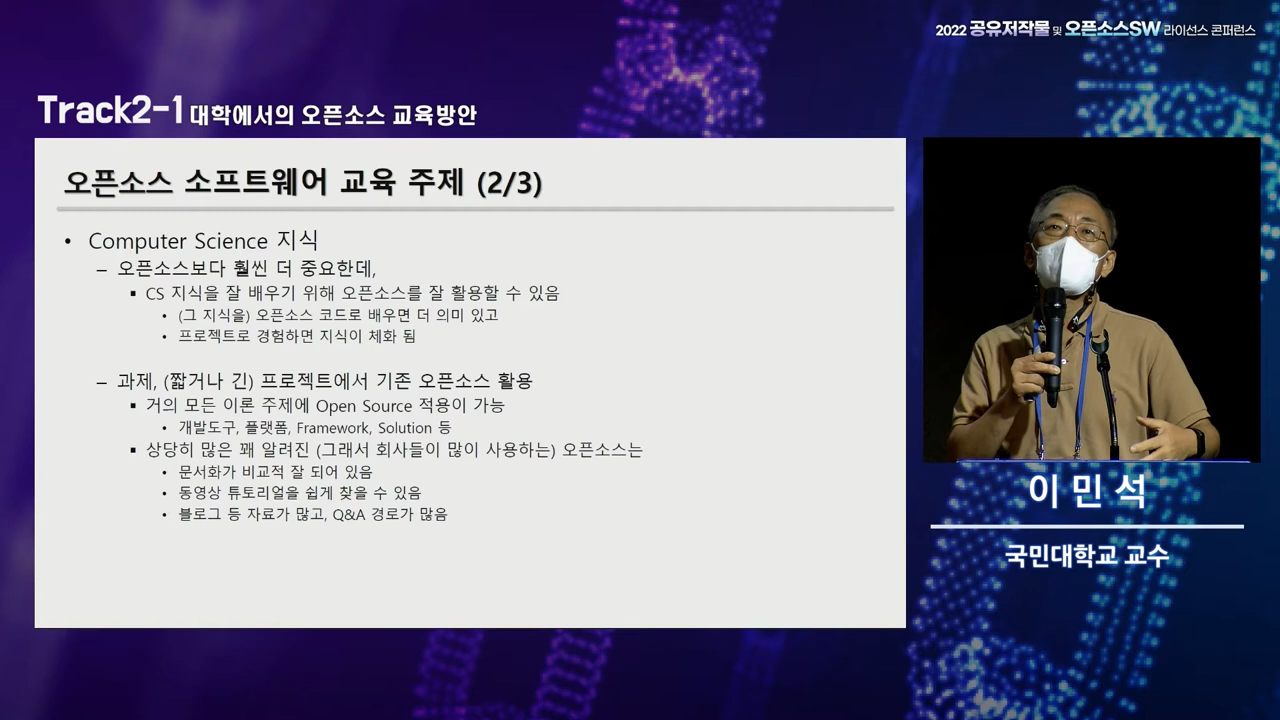 2022 공유저작물 및 오픈소스SW 라이선스 콘퍼런스
Track2-1 대학에서의 오픈소스 교육방안
오픈소스 소프트웨어 교육 주제 (2/3)
• Computer Science 지식
– 오픈소스보다 훨씬 더 중요한데,
▪ CS 지식을 잘 배우기 위해 오픈소스를 잘 활용할 수 있음
• (그 지식을) 오픈소스 코드로 배우면 더 의미 있고
• 프로젝트로 경험하면 지식이 체화 됨
– 과제, (짧거나 긴) 프로젝트에서 기존 오픈소스 활용
▪ 거의 모든 이론 주제에 Open Source 적용이 가능
• 개발도구, 플랫폼, Framework, Solution 등
▪ 상당히 많은 꽤 알려진 (그래서 회사들이 많이 사용하는) 오픈소스는
• 문서화가 비교적 잘 되어 있음
• 동영상 튜토리얼을 쉽게 찾을 수 있음
• 블로그 등 자료가 많고, Q&A 경로가 많음
이 민 석
국민대학교 교수